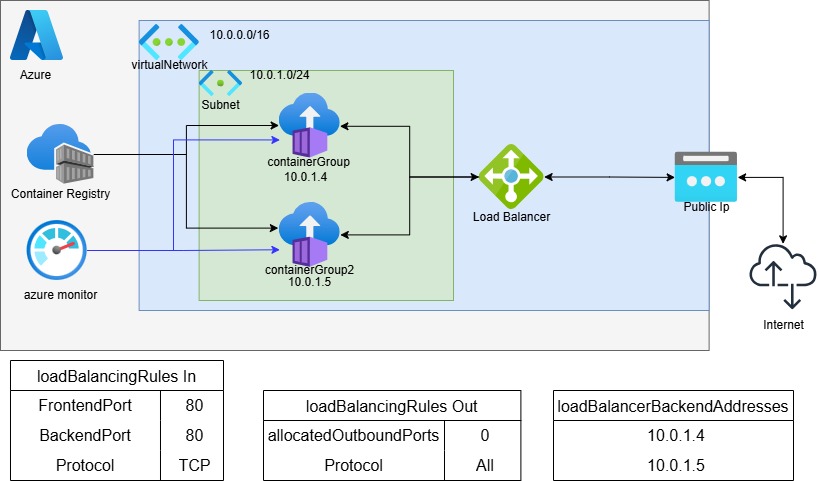 10.0.0.0/16
Azure
virtualNetwork
10.0.1.0/24
Subnet
containerGroup
10.0.1.4
Container Registry
Load Balancer
Public Ip
containerGroup2
10.0.1.5
azure monitor
Internet
loadBalancingRules In
FrontendPort 80
BackendPort 80
Protocol TCP
loadBalancingRules Out
allocatedOutboundPorts 0
Protocol All
loadBalancerBackendAddresses
10.0.1.4
10.0.1.5